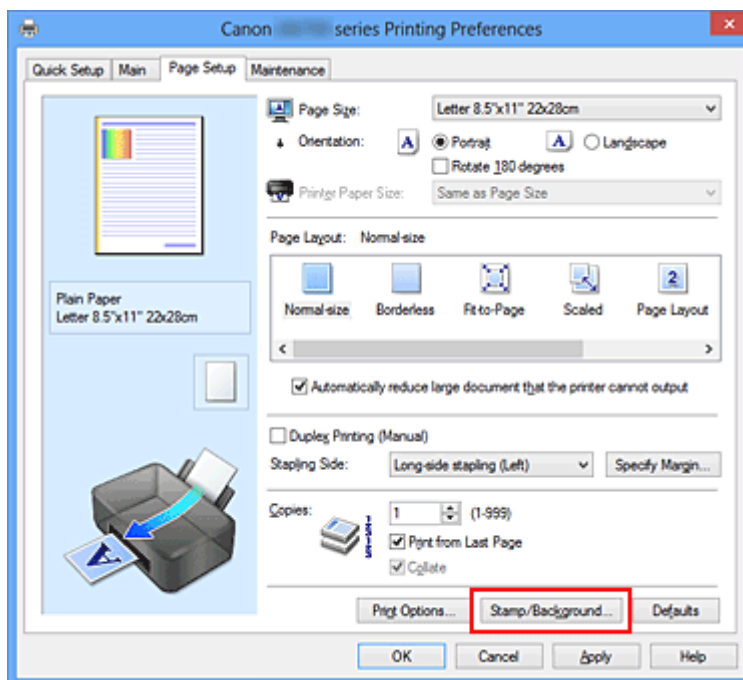 Canon series Printing Preferences
Quick Setup Main Page Setup Maintenance
Page Size: Letter 8.5"x11" 22x28cm
Orientation: A Portrait A Landscape
Rotate 180 degrees
Printer Paper Size: Same as Page Size
Page Layout: Normal-size
2
Normal-size Borderless Fit-to-Page Scaled Page Layout
Plain Paper
Letter 8.5"x11" 22x28cm
Automatically reduce large document that the printer cannot output
Duplex Printing (Manual)
Stapling Side: Long-side stapling (Left) Specify Margin...
Copies: 1 (1-999)
Print from Last Page
Collate
A
Print Options... Stamp/Background... Defaults
OK Cancel Apply Help